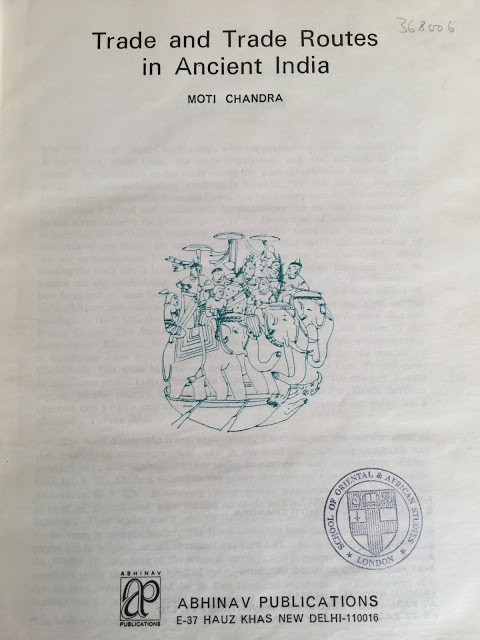 368006
Trade and Trade Routes
in Ancient India
MOTI CHANDRA
SCHOOL OF ORIENTAL & AFRICAN STUDIES
★ LONDON ★
ABHINAV
PUBLICATIONS
ABHINAV PUBLICATIONS
E-37 HAUZ KHAS NEW DELHI-110016